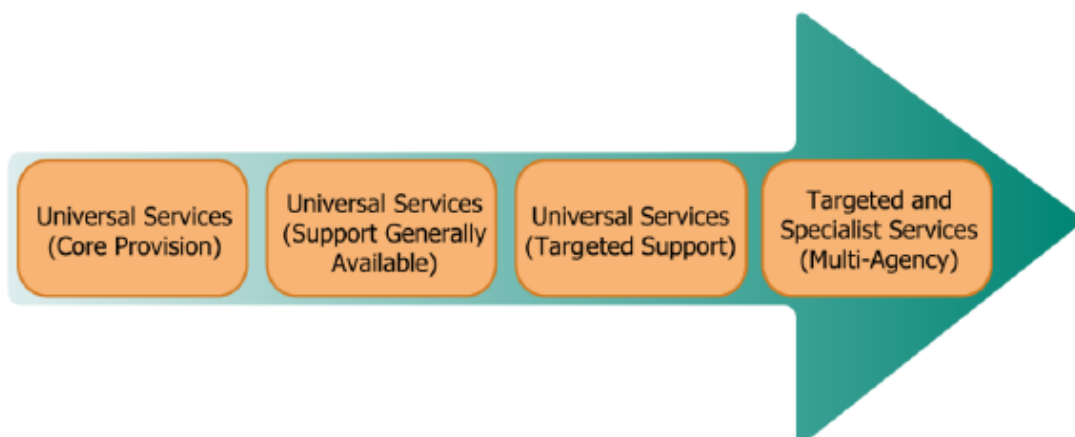 Universal Services
(Core Provision)
Universal Services
(Support Generally
Available)
Universal Services
(Targeted Support)
Targeted and
Specialist Services
(Multi-Agency)